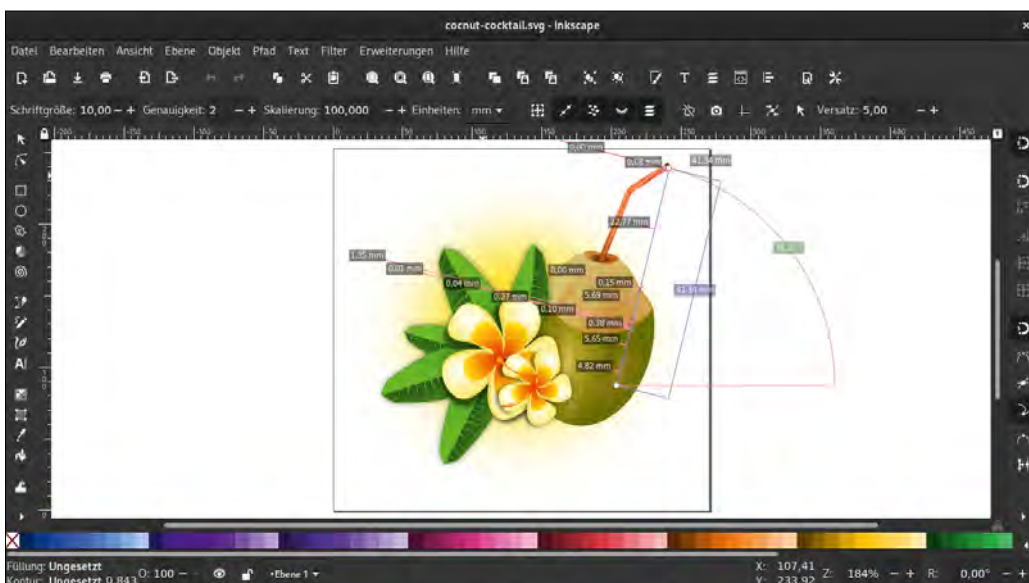 cocnut-cocktail.svg - Inkscape
Datei Bearbeiten Ansicht Ebene Objekt Pfad Text Filter Erweiterungen Hilfe
Schriftgröße: 10,00 − + Genauigkeit: 2 − + Skalierung: 100,000 − + Einheiten: mm Versatz: 5,00 − +
0,00 mm
0,08 mm 41,54 mm
22,77 mm
1,35 mm
0,01 mm 0,00 mm
0,04 mm 0,15 mm
0,27 mm 5,69 mm
0,10 mm
0,38 mm
5,65 mm
4,82 mm
Füllung: Ungesetzt O: 100 − Ebene 1 X: 107,41 Z: 184% − + R: 0,00° − +
Kontur: Ungesetzt 0,843 Y: 233,92